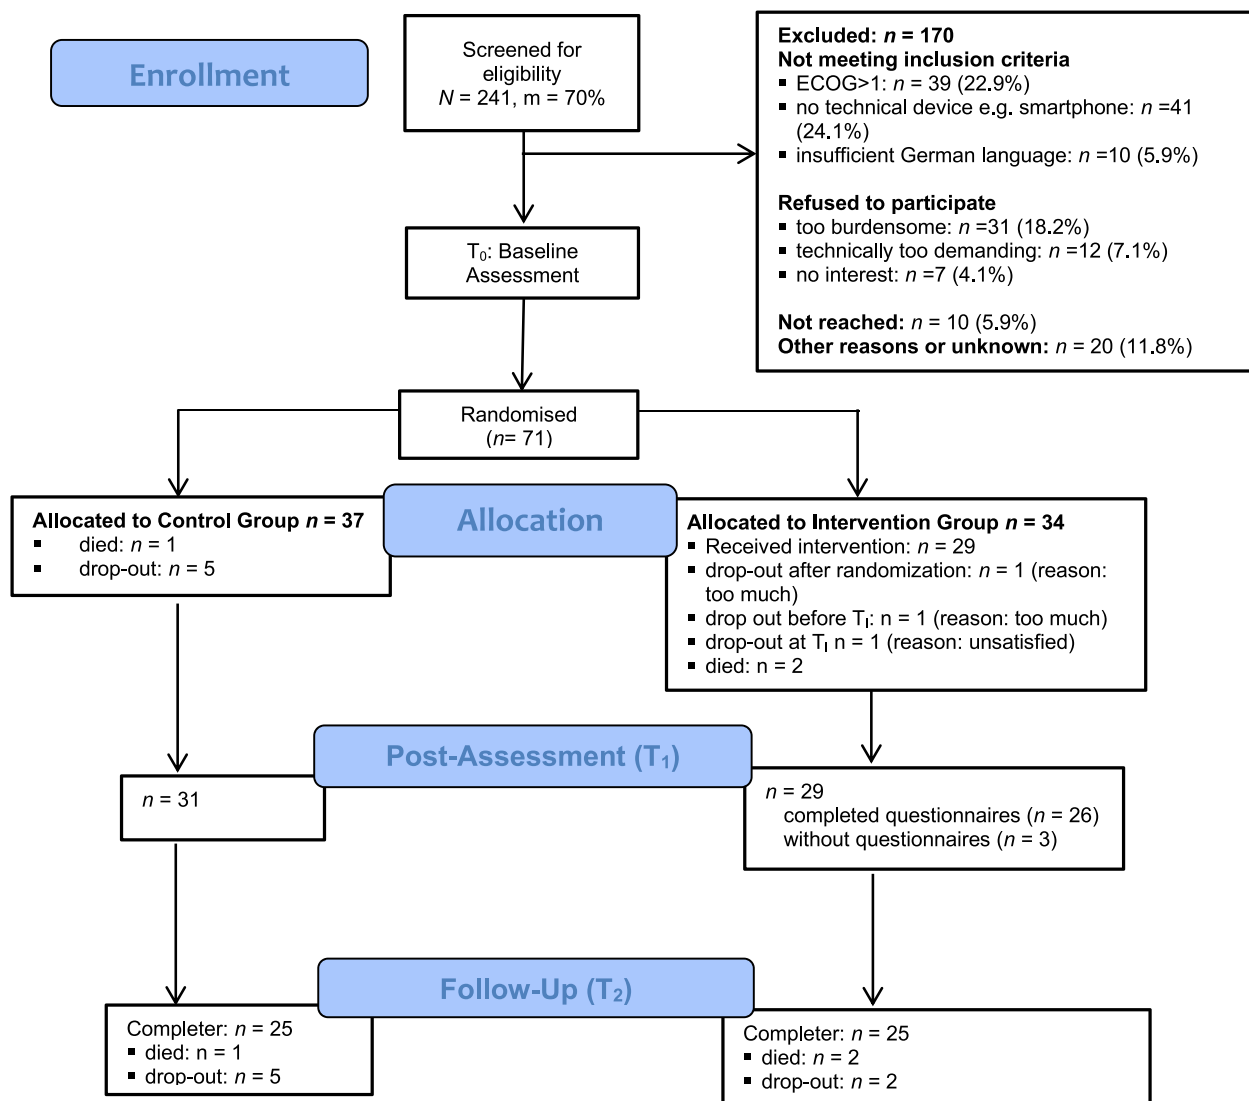 Enrollment
Screened for
eligibility
N = 241, m = 70%
Excluded: n = 170
Not meeting inclusion criteria
▪ ECOG>1: n = 39 (22.9%)
▪ no technical device e.g. smartphone: n =41
(24.1%)
▪ insufficient German language: n =10 (5.9%)
Refused to participate
▪ too burdensome: n =31 (18.2%)
▪ technically too demanding: n =12 (7.1%)
▪ no interest: n =7 (4.1%)
Not reached: n = 10 (5.9%)
Other reasons or unknown: n = 20 (11.8%)
T₀: Baseline
Assessment
Randomised
(n= 71)
Allocation
Allocated to Control Group n = 37
▪ died: n = 1
▪ drop-out: n = 5
Allocated to Intervention Group n = 34
▪ Received intervention: n = 29
▪ drop-out after randomization: n = 1 (reason:
too much)
▪ drop out before Tₗ: n = 1 (reason: too much)
▪ drop-out at Tₗ n = 1 (reason: unsatisfied)
▪ died: n = 2
Post-Assessment (T₁)
n = 31
n = 29
completed questionnaires (n = 26)
without questionnaires (n = 3)
Follow-Up (T₂)
Completer: n = 25
▪ died: n = 1
▪ drop-out: n = 5
Completer: n = 25
▪ died: n = 2
▪ drop-out: n = 2